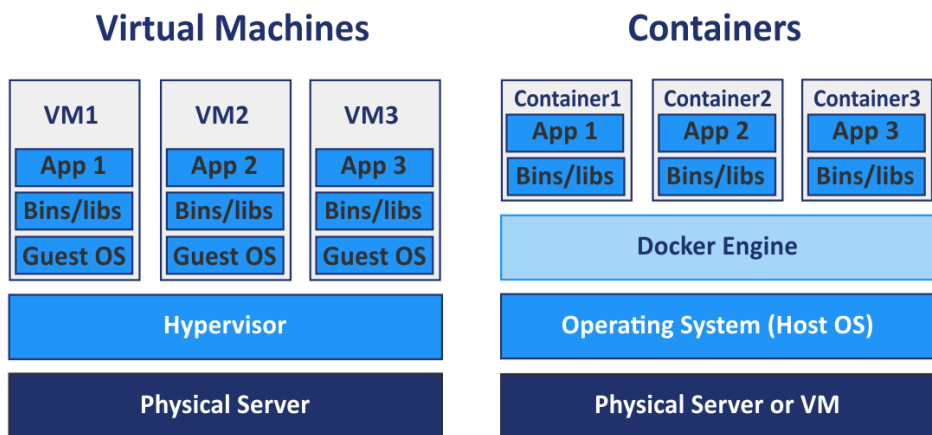 Virtual Machines
VM1
App 1
Bins/libs
Guest OS
VM2
App 2
Bins/libs
Guest OS
VM3
App 3
Bins/libs
Guest OS
Hypervisor
Physical Server
Containers
Container1
App 1
Bins/libs
Container2
App 2
Bins/libs
Container3
App 3
Bins/libs
Docker Engine
Operating System (Host OS)
Physical Server or VM